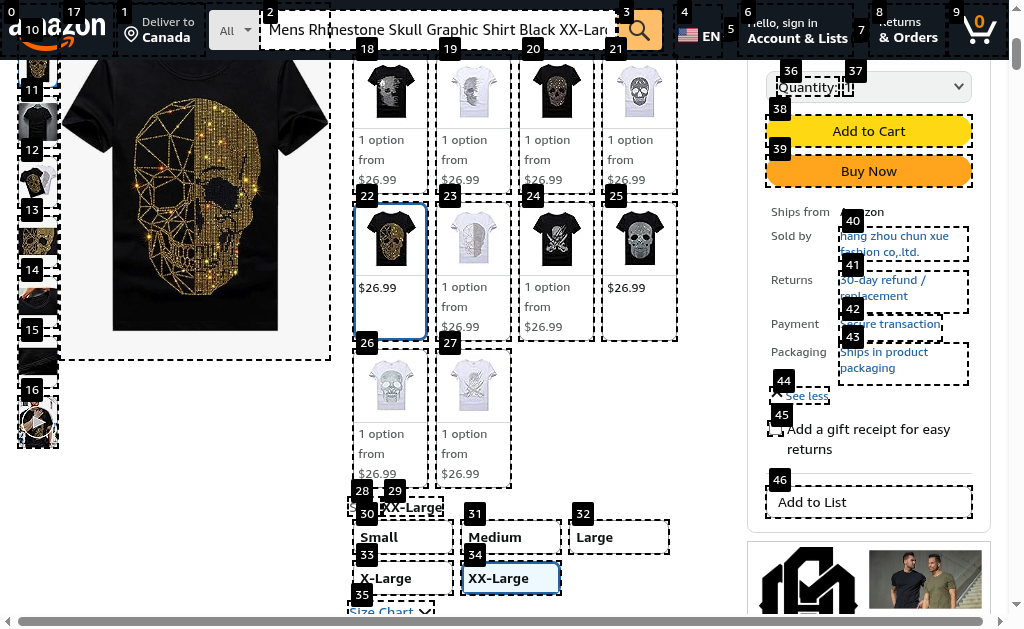 0
17
1
2
3
4
5
6
7
8
9
10
amazon
Deliver to
Canada
All
Mens Rhinestone Skull Graphic Shirt Black XX-Lar
EN
Hello, sign in
Account & Lists
Returns
& Orders
0
11
12
13
14
15
16
18
19
20
21
1 option
from
$26.99
1 option
from
$26.99
1 option
from
$26.99
1 option
from
$26.99
22
23
24
25
$26.99
1 option
from
$26.99
1 option
from
$26.99
$26.99
26
27
1 option
from
$26.99
1 option
from
$26.99
28
29
XX-Large
30
31
32
Small
Medium
Large
33
34
X-Large
XX-Large
35
Size Chart
36
37
Quantity: 1
38
Add to Cart
39
Buy Now
Ships from
40
Sold by
hang zhou chun xue
fashion co,.ltd.
41
Returns
30-day refund /
replacement
42
Payment
Secure transaction
43
Packaging
Ships in product
packaging
44
See less
45
Add a gift receipt for easy
returns
46
Add to List